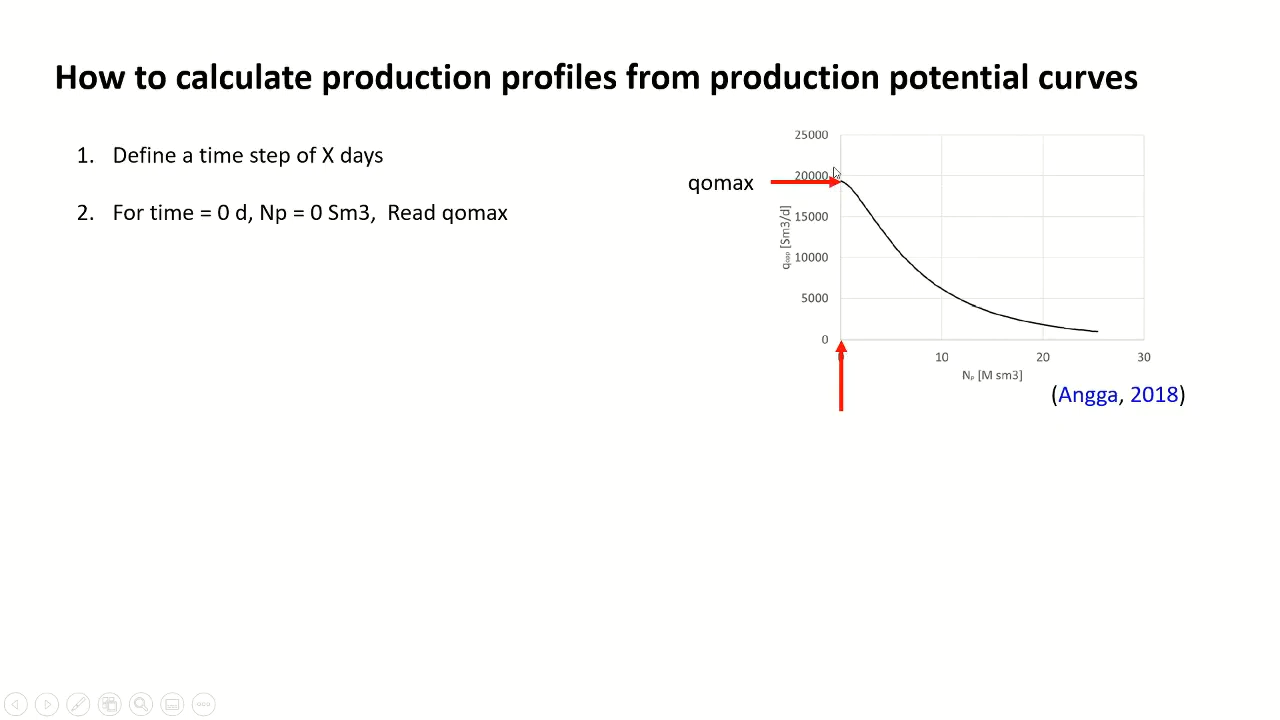 How to calculate production profiles from production potential curves
1. Define a time step of X days
2. For time = 0 d, Np = 0 Sm3, Read qomax
qomax
25000
20000
15000
10000
5000
0
[Sm3/d]
0
10
20
30
Nₚ [M sm3]
(Angga, 2018)